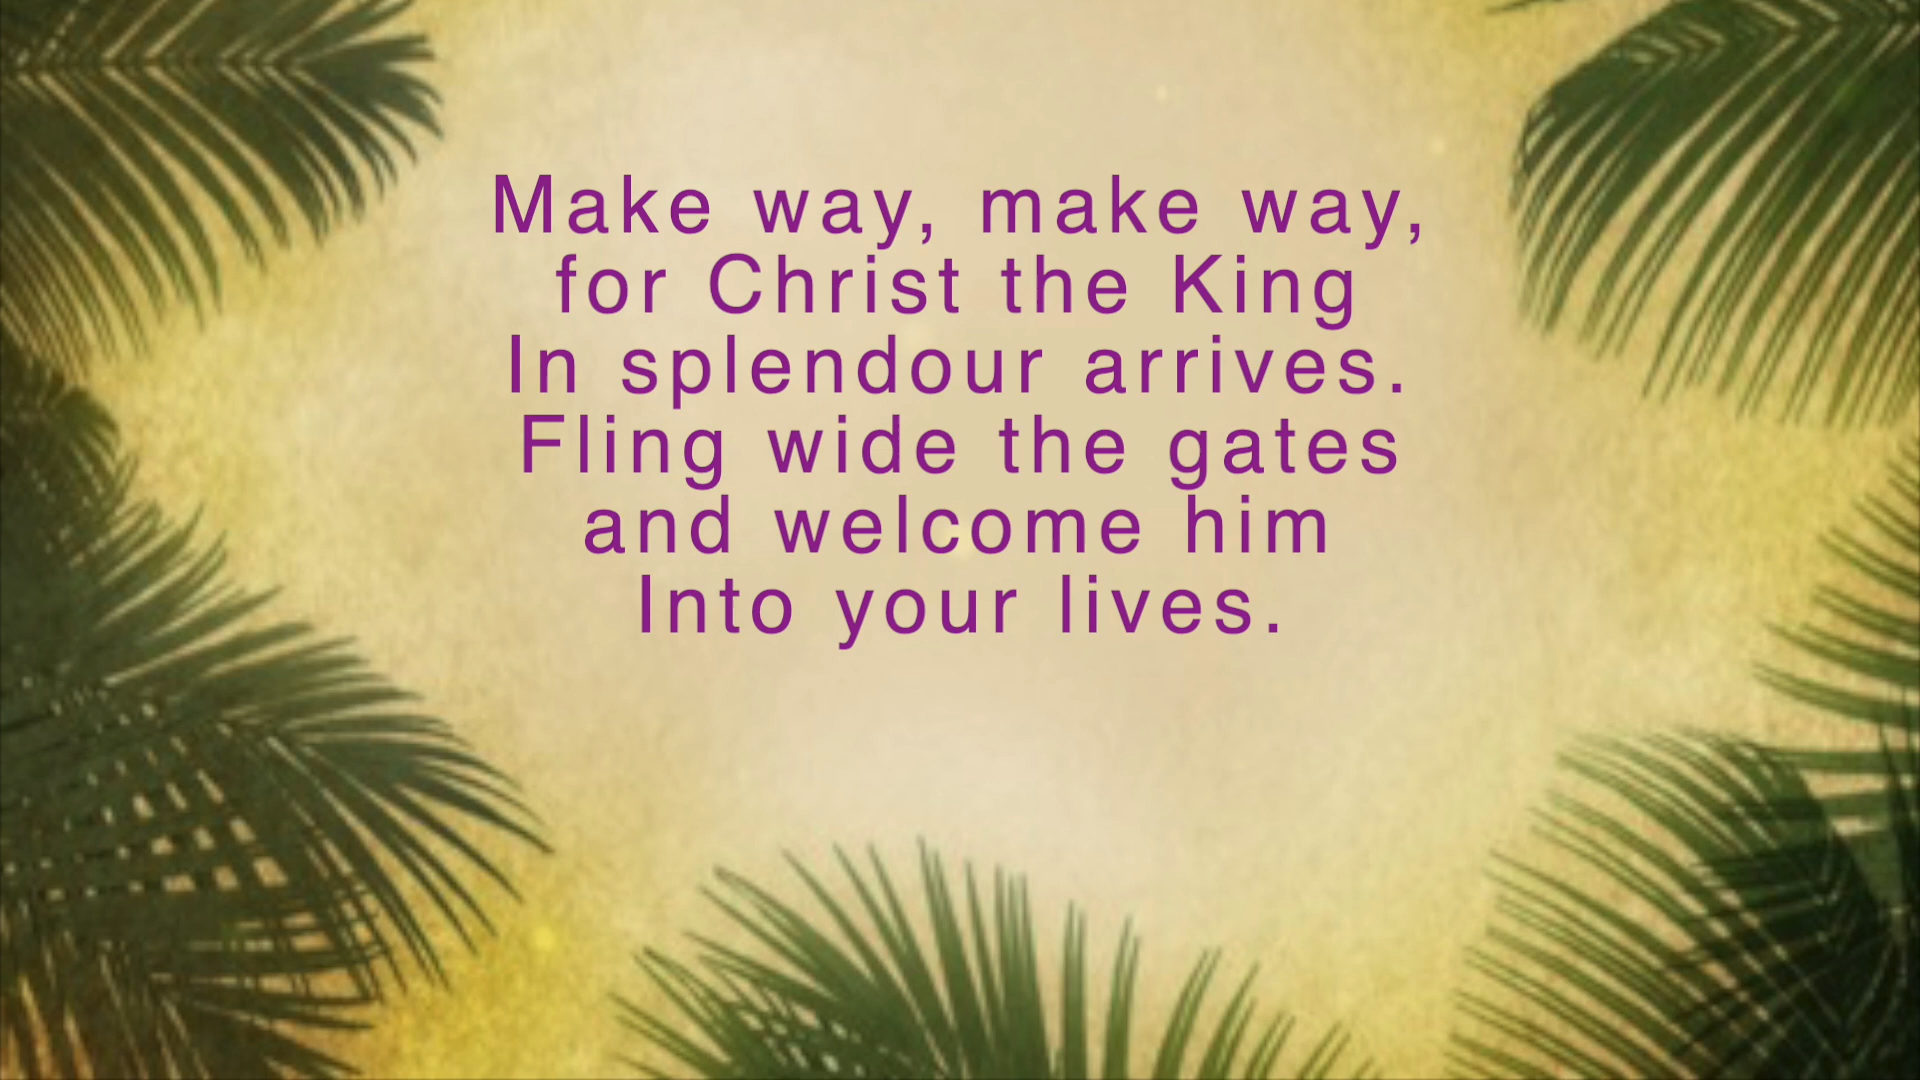 Make way, make way,
for Christ the King
In splendour arrives.
Fling wide the gates
and welcome him
Into your lives.